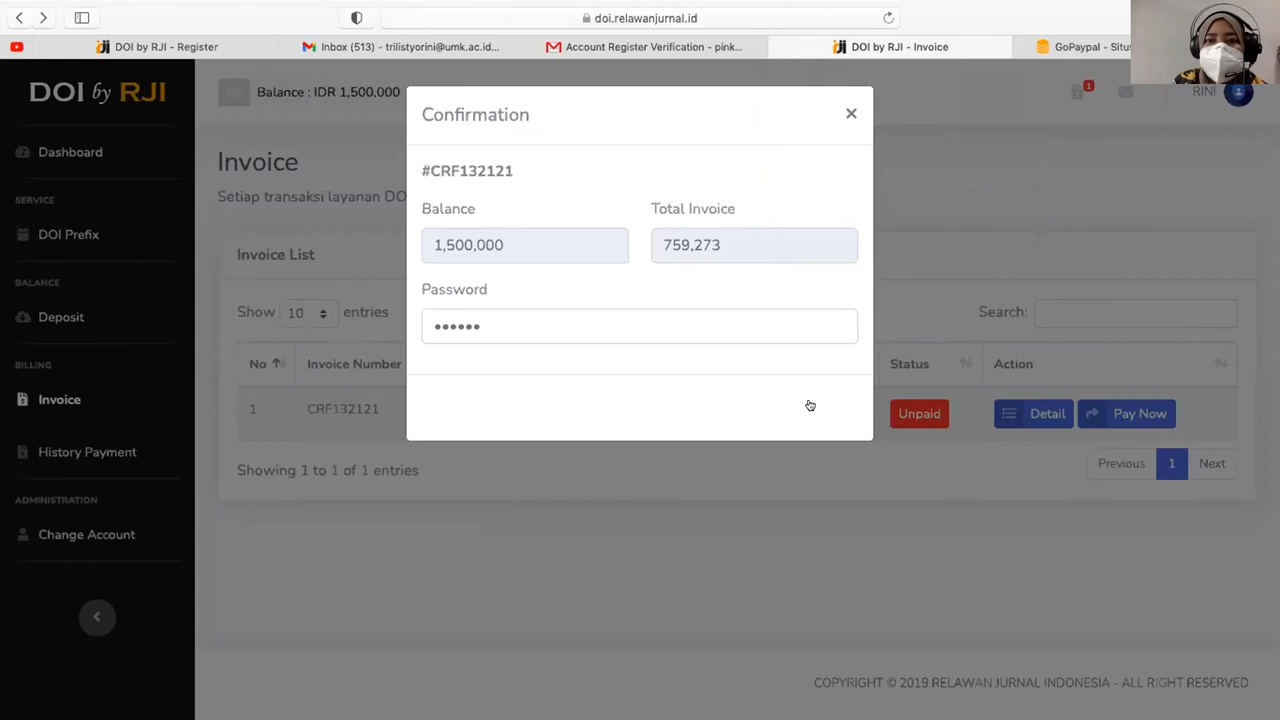 doi.relawanjurnal.id
DOI by RJI - Register
Inbox (513) - trilistyorini@umk.ac.id...
Account Register Verification - pink...
DOI by RJI - Invoice
GoPaypal - Situs
DOI by RJI
Balance : IDR 1,500,000
1
RINI
Dashboard
SERVICE
DOI Prefix
BALANCE
Deposit
BILLING
Invoice
History Payment
ADMINISTRATION
Change Account
Invoice
Setiap transaksi layanan DO
Invoice List
Show 10 entries
Search:
No Invoice Number Status Action
1 CRF132121 Unpaid Detail Pay Now
Showing 1 to 1 of 1 entries
Previous 1 Next
Confirmation ×
#CRF132121
Balance Total Invoice
1,500,000 759,273
Password
••••••
COPYRIGHT © 2019 RELAWAN JURNAL INDONESIA - ALL RIGHT RESERVED